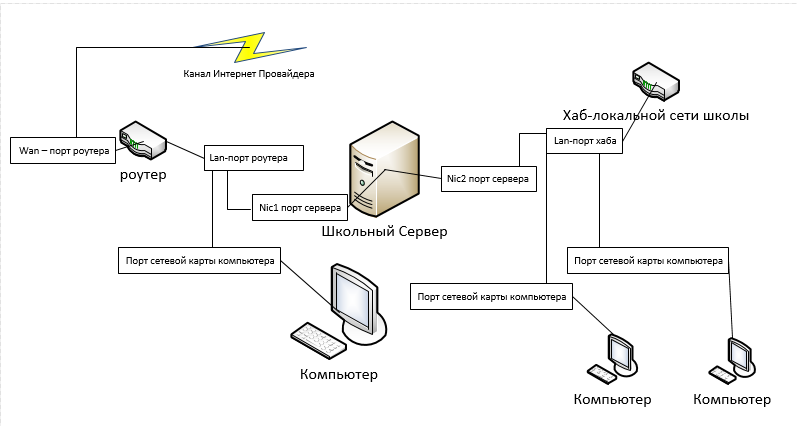 Канал Интернет Провайдера
Хаб-локальной сети школы
Wan – порт роутера
роутер
Lan-порт роутера
Lan-порт хаба
Nic1 порт сервера
Nic2 порт сервера
Школьный Сервер
Порт сетевой карты компьютера
Порт сетевой карты компьютера
Порт сетевой карты компьютера
Компьютер
Компьютер
Компьютер